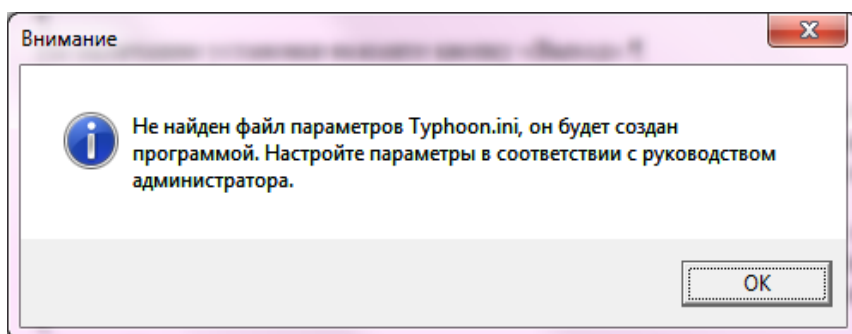 Внимание
Не найден файл параметров Typhoon.ini, он будет создан
программой. Настройте параметры в соответствии с руководством
администратора.
OK